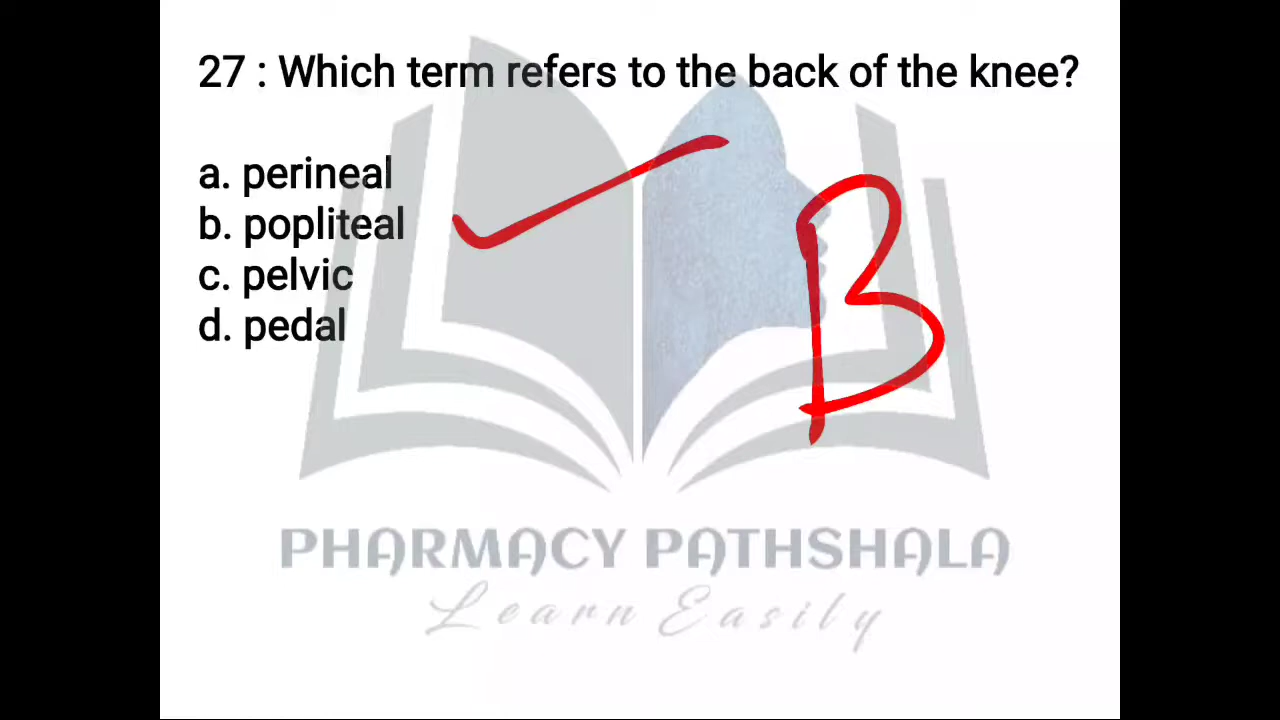 27 : Which term refers to the back of the knee?
a. perineal
b. popliteal
c. pelvic
d. pedal
B
PHARMACY PATHSHALA
Learn Easily